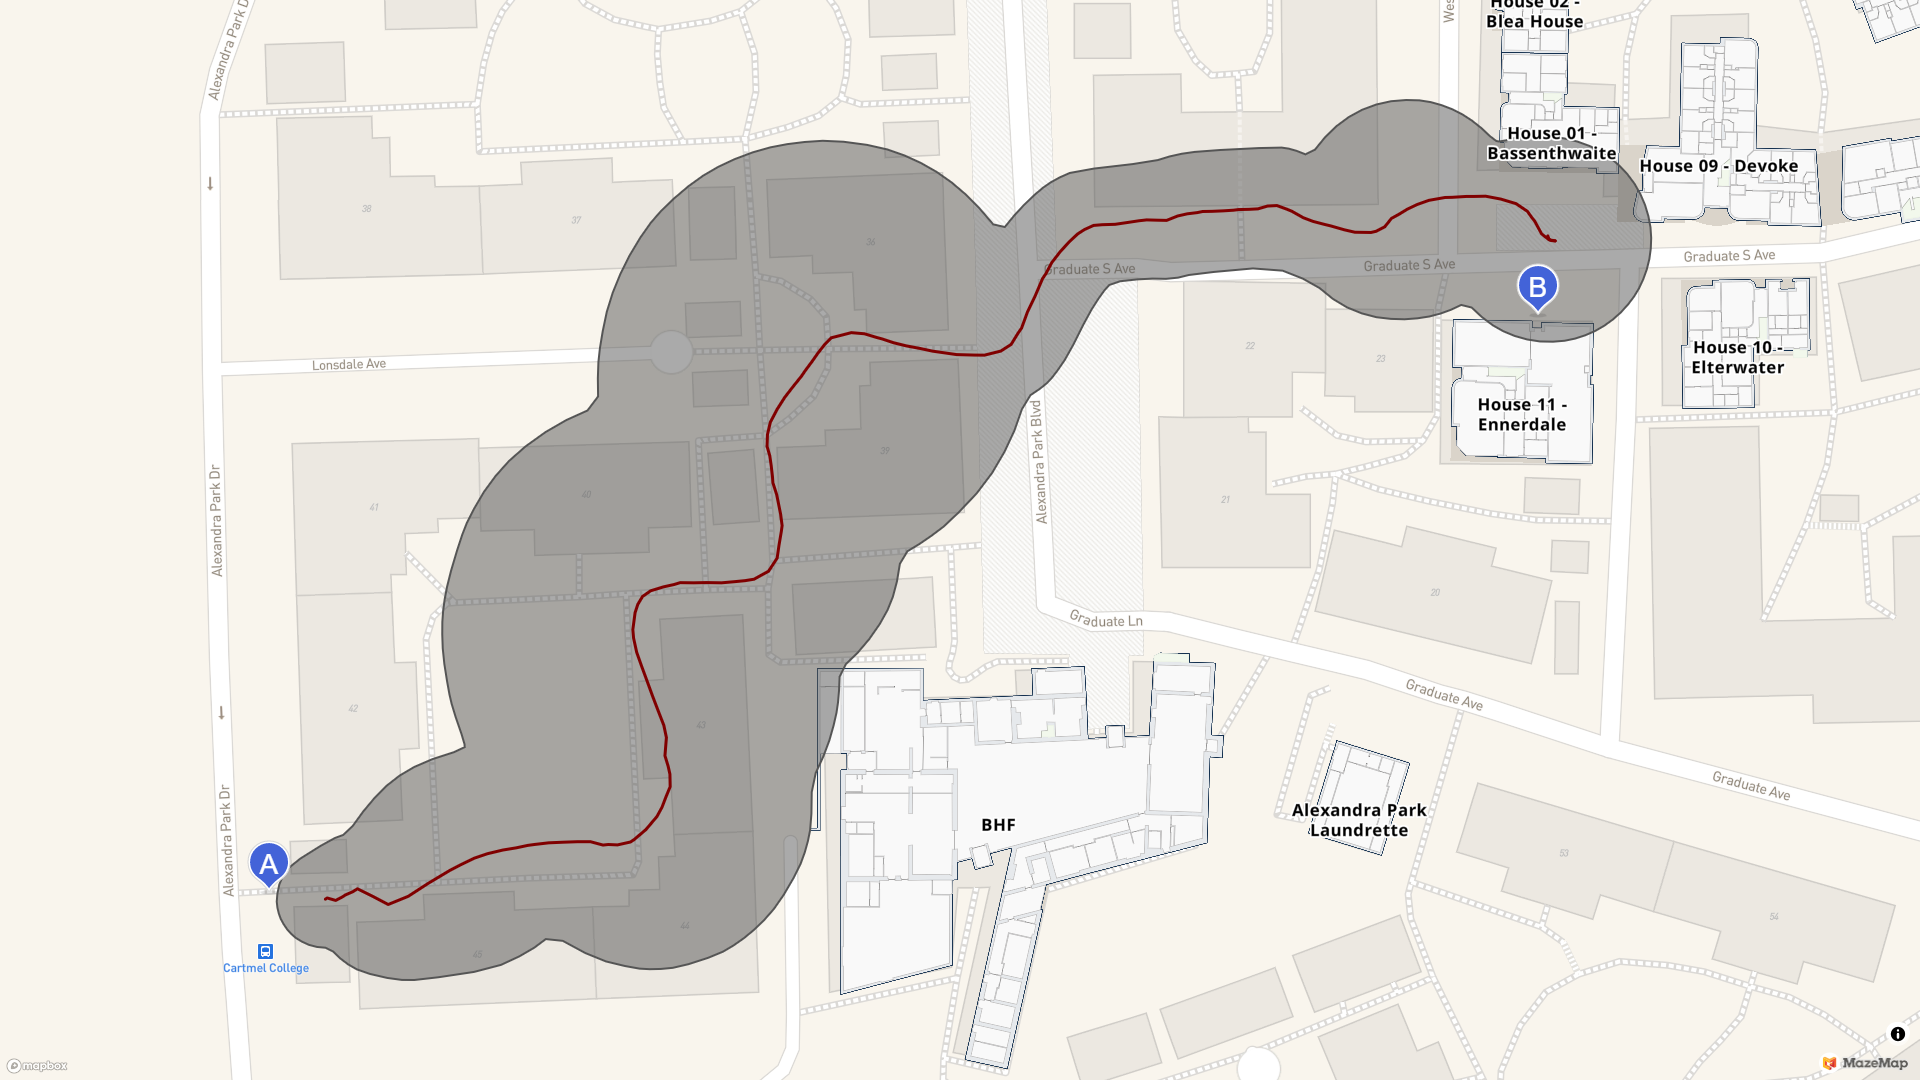 House 02 -
Blea House
Alexandra Park D
Wes
House 01 -
Bassenthwaite
House 09 - Devoke
38
37
36
Graduate S Ave
Graduate S Ave
Graduate S Ave
B
22
23
House 10 -
Elterwater
Lonsdale Ave
House 11 -
Ennerdale
Alexandra Park Blvd
39
40
41
21
Alexandra Park Dr
20
Graduate Ln
Graduate Ave
42
43
Graduate Ave
Alexandra Park
Laundrette
BHF
53
A
Alexandra Park Dr
54
44
45
Cartmel College
mapbox
MazeMap